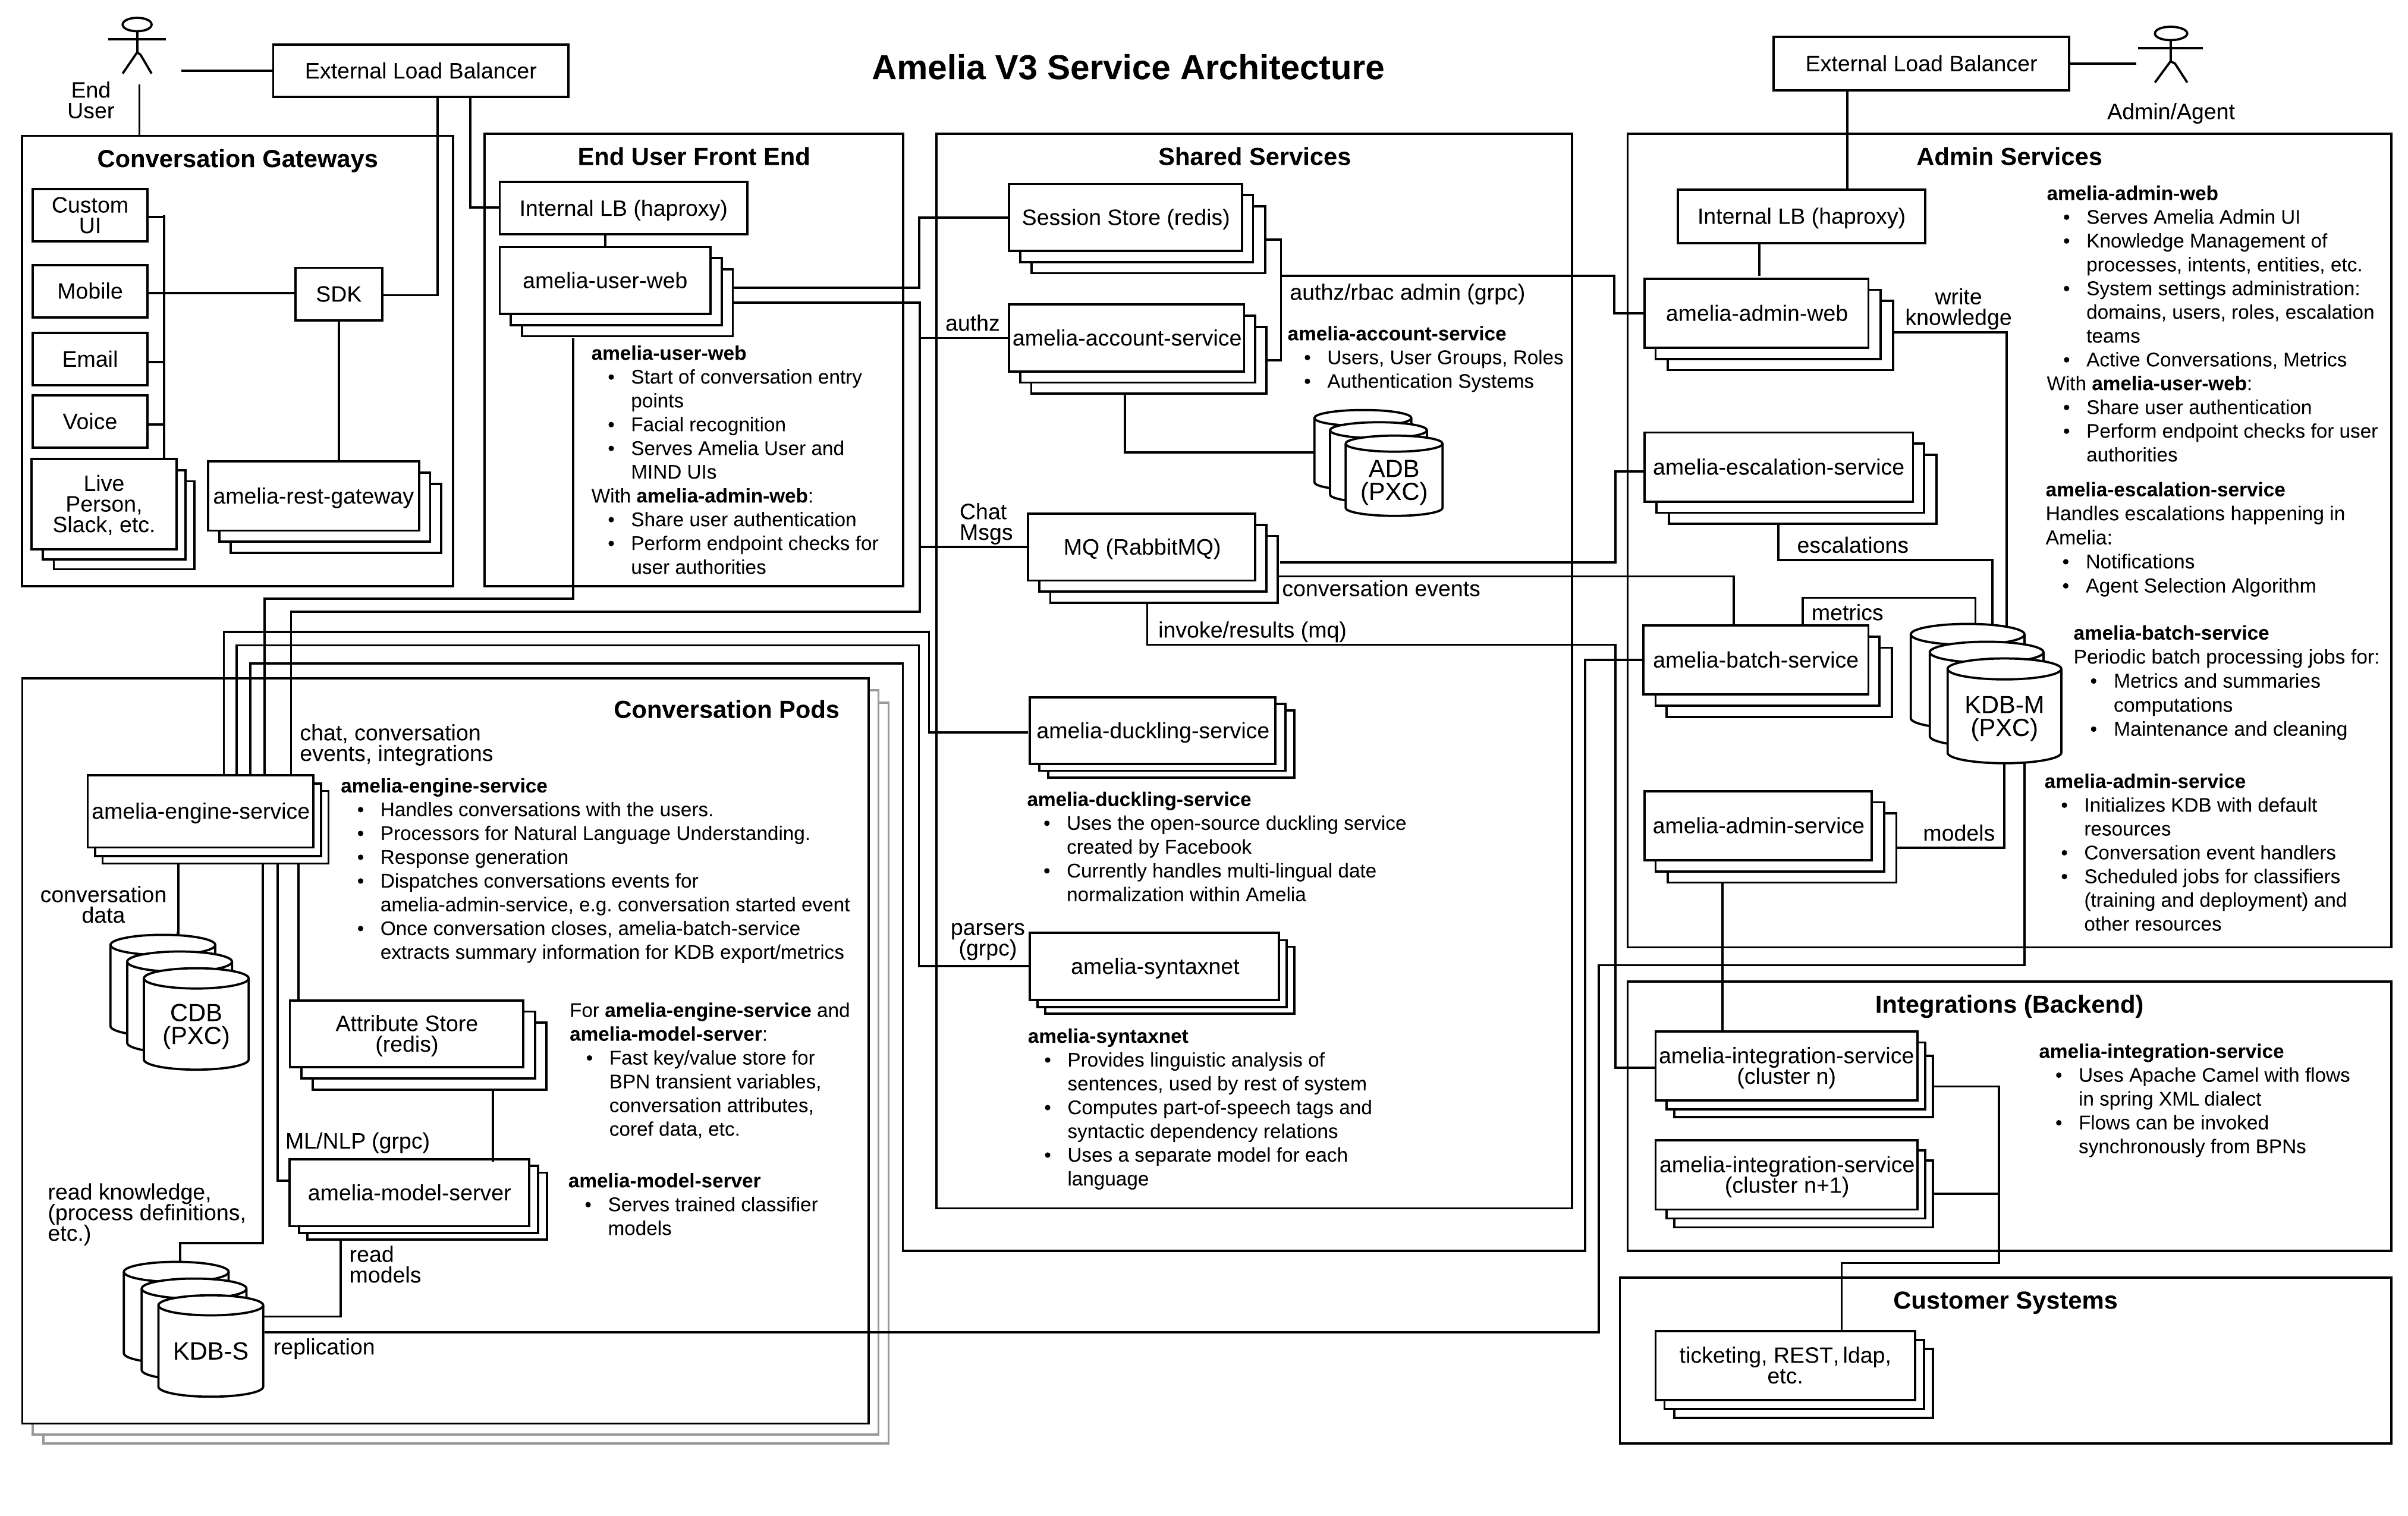 Amelia V3 Service Architecture
End
User
External Load Balancer
External Load Balancer
Admin/Agent
Conversation Gateways
Custom
UI
Mobile
Email
Voice
Live
Person,
Slack, etc.
SDK
amelia-rest-gateway
End User Front End
Internal LB (haproxy)
amelia-user-web
amelia-user-web
• Start of conversation entry
points
• Facial recognition
• Serves Amelia User and
MIND UIs
With amelia-admin-web:
• Share user authentication
• Perform endpoint checks for
user authorities
Shared Services
Session Store (redis)
authz/rbac admin (grpc)
authz
amelia-account-service
amelia-account-service
• Users, User Groups, Roles
• Authentication Systems
ADB
(PXC)
Chat
Msgs
MQ (RabbitMQ)
conversation events
invoke/results (mq)
amelia-duckling-service
amelia-duckling-service
• Uses the open-source duckling service
created by Facebook
• Currently handles multi-lingual date
normalization within Amelia
parsers
(grpc)
amelia-syntaxnet
amelia-syntaxnet
• Provides linguistic analysis of
sentences, used by rest of system
• Computes part-of-speech tags and
syntactic dependency relations
• Uses a separate model for each
language
Admin Services
Internal LB (haproxy)
amelia-admin-web
write
knowledge
amelia-admin-web
• Serves Amelia Admin UI
• Knowledge Management of
processes, intents, entities, etc.
• System settings administration:
domains, users, roles, escalation
teams
• Active Conversations, Metrics
With amelia-user-web:
• Share user authentication
• Perform endpoint checks for user
authorities
amelia-escalation-service
escalations
amelia-escalation-service
Handles escalations happening in
Amelia:
• Notifications
• Agent Selection Algorithm
metrics
amelia-batch-service
KDB-M
(PXC)
amelia-batch-service
Periodic batch processing jobs for:
• Metrics and summaries
computations
• Maintenance and cleaning
amelia-admin-service
models
amelia-admin-service
• Initializes KDB with default
resources
• Conversation event handlers
• Scheduled jobs for classifiers
(training and deployment) and
other resources
Conversation Pods
chat, conversation
events, integrations
amelia-engine-service
amelia-engine-service
• Handles conversations with the users.
• Processors for Natural Language Understanding.
• Response generation
• Dispatches conversations events for
amelia-admin-service, e.g. conversation started event
• Once conversation closes, amelia-batch-service
extracts summary information for KDB export/metrics
conversation
data
CDB
(PXC)
Attribute Store
(redis)
For amelia-engine-service and
amelia-model-server:
• Fast key/value store for
BPN transient variables,
conversation attributes,
coref data, etc.
ML/NLP (grpc)
amelia-model-server
amelia-model-server
• Serves trained classifier
models
read knowledge,
(process definitions,
etc.)
read
models
KDB-S
replication
Integrations (Backend)
amelia-integration-service
(cluster n)
amelia-integration-service
(cluster n+1)
amelia-integration-service
• Uses Apache Camel with flows
in spring XML dialect
• Flows can be invoked
synchronously from BPNs
Customer Systems
ticketing, REST, ldap,
etc.